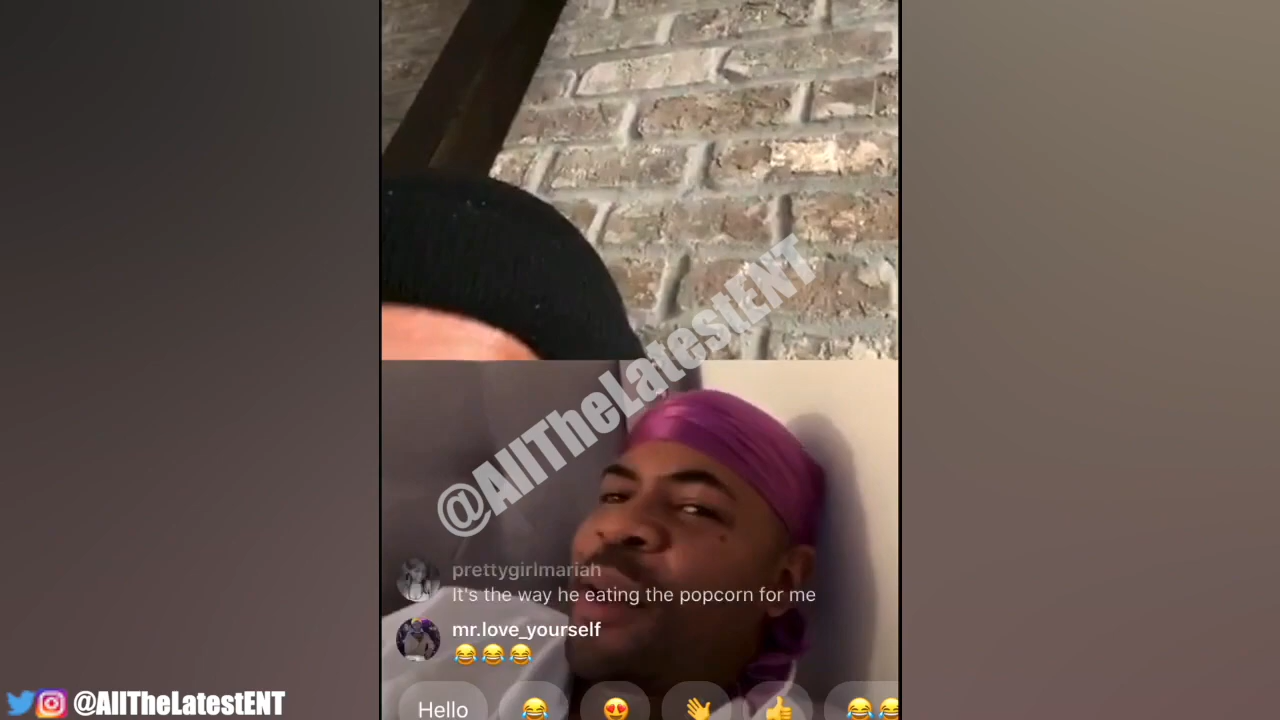 @AllTheLatestENT
prettygirlmariah
It's the way he eating the popcorn for me
mr.love_yourself
😂😂😂
Hello 😂 😍 👋 👍 😂😂
@AllTheLatestENT